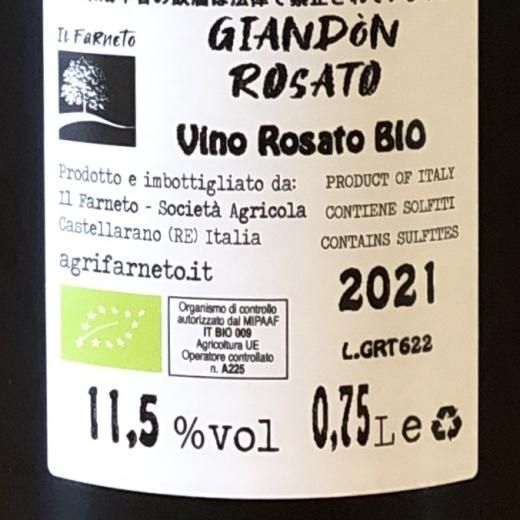 Il FaRNeTo
GIANDÒN
ROSATO
Vino Rosato BIO
Prodotto e imbottigliato da:
Il Farneto - Società Agricola
Castellarano (RE) Italia
agrifarneto.it
PRODUCT OF ITALY
CONTIENE SOLFITI
CONTAINS SULFITES
2021
L.GRT622
Organismo di controllo
autorizzato dal MIPAAF
IT BIO 009
Agricoltura UE
Operatore controllato
n. A225
11,5 %vol
0,75 L e